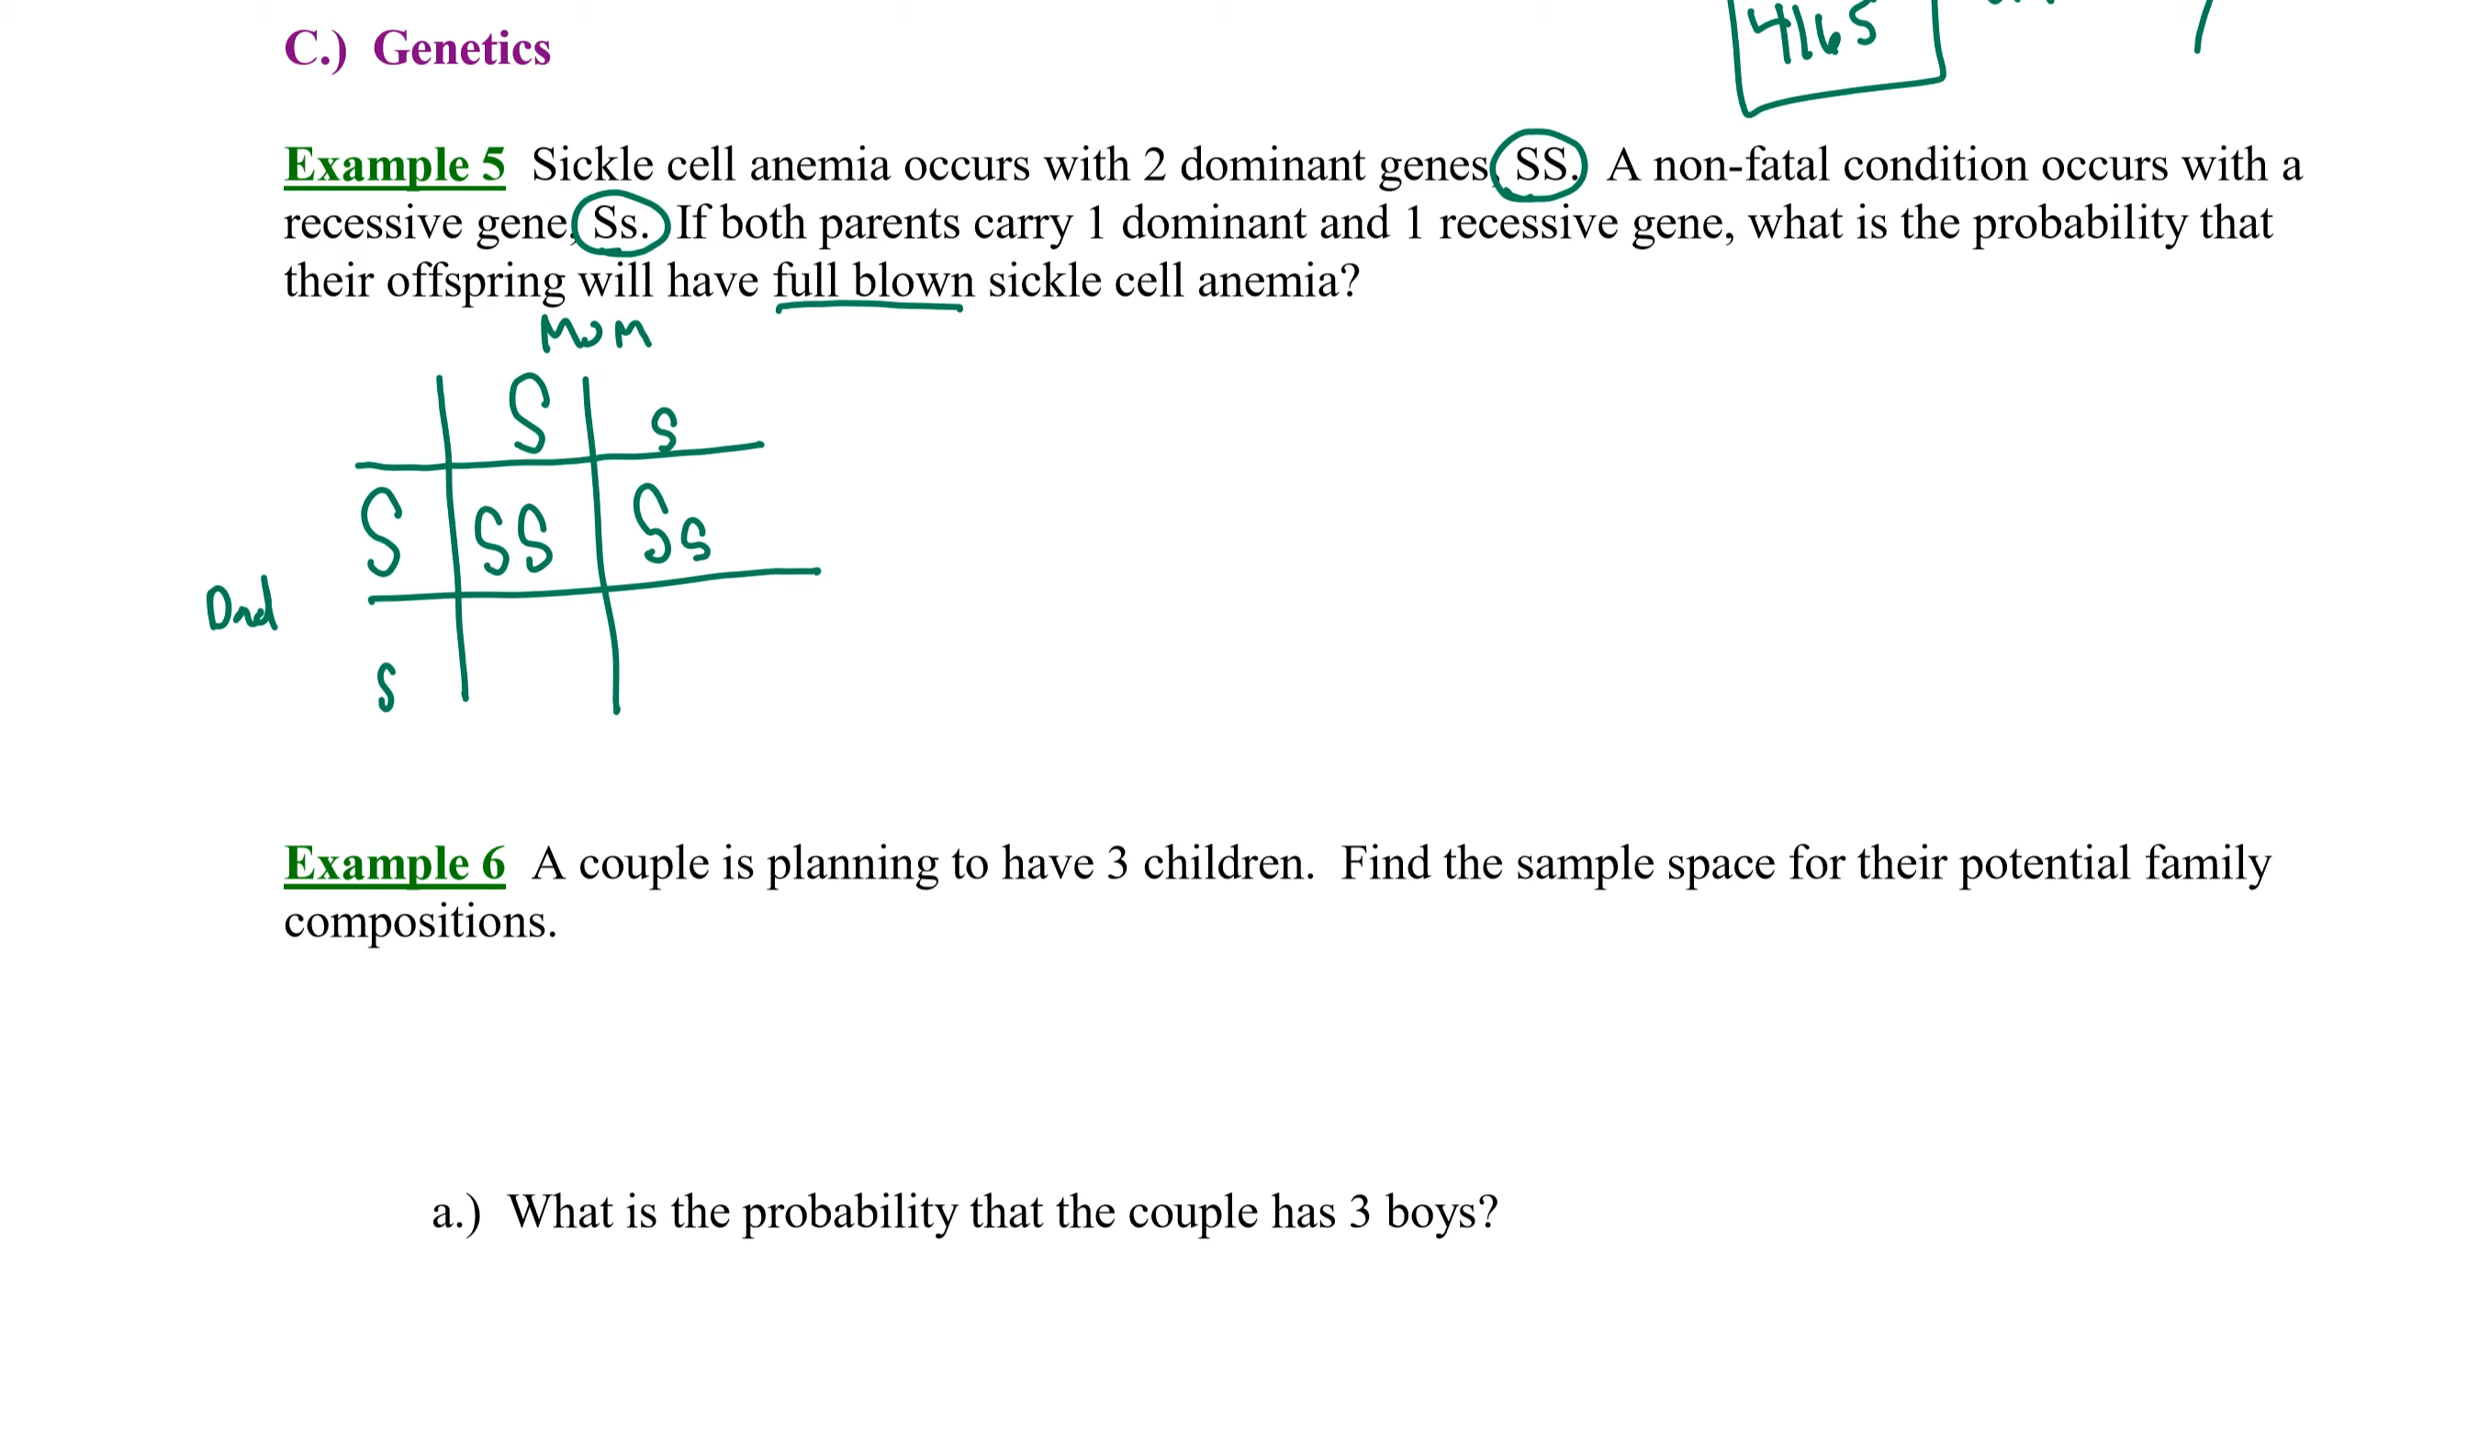 4165
C.) Genetics
Example 5 Sickle cell anemia occurs with 2 dominant genes, SS. A non-fatal condition occurs with a
recessive gene, Ss. If both parents carry 1 dominant and 1 recessive gene, what is the probability that
their offspring will have full blown sickle cell anemia?
Mom
S s
S SS Ss
Dad
s
Example 6 A couple is planning to have 3 children. Find the sample space for their potential family
compositions.
a.) What is the probability that the couple has 3 boys?